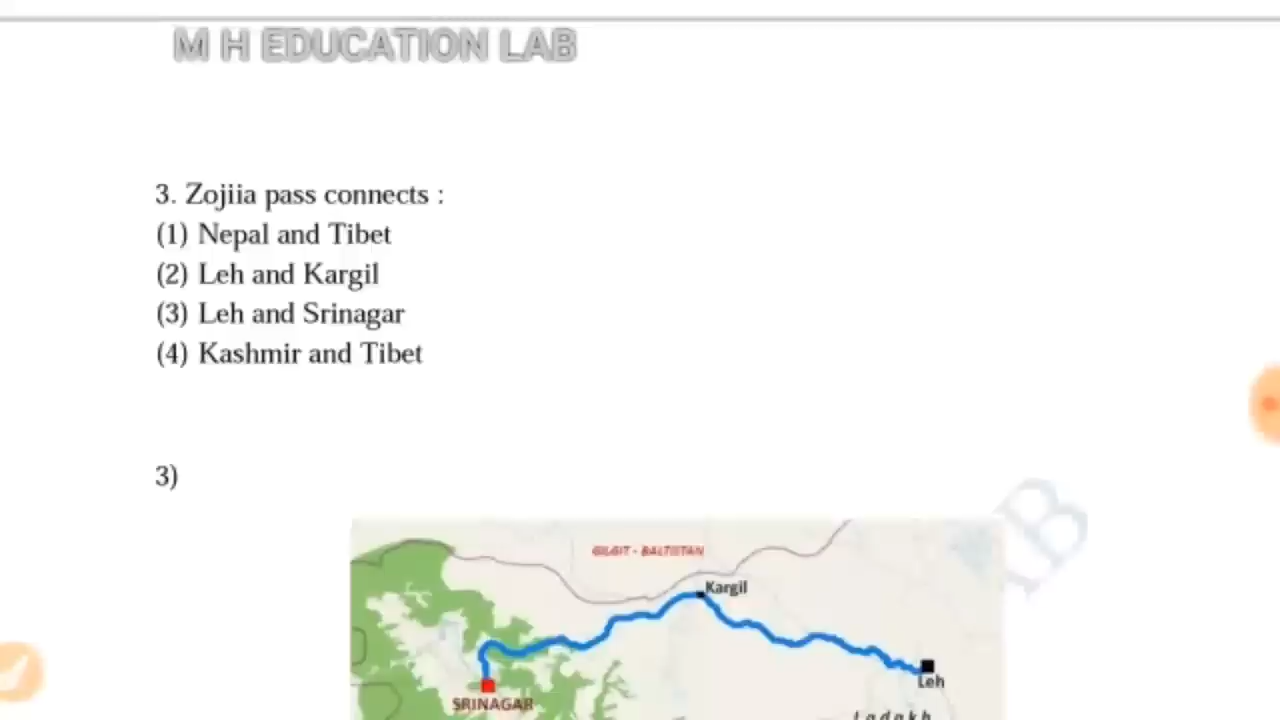 M H EDUCATION LAB
3. Zojiia pass connects :
(1) Nepal and Tibet
(2) Leh and Kargil
(3) Leh and Srinagar
(4) Kashmir and Tibet
3)
GILGIT - BALTISTAN
Kargil
Leh
SRINAGAR
Ladakh
B